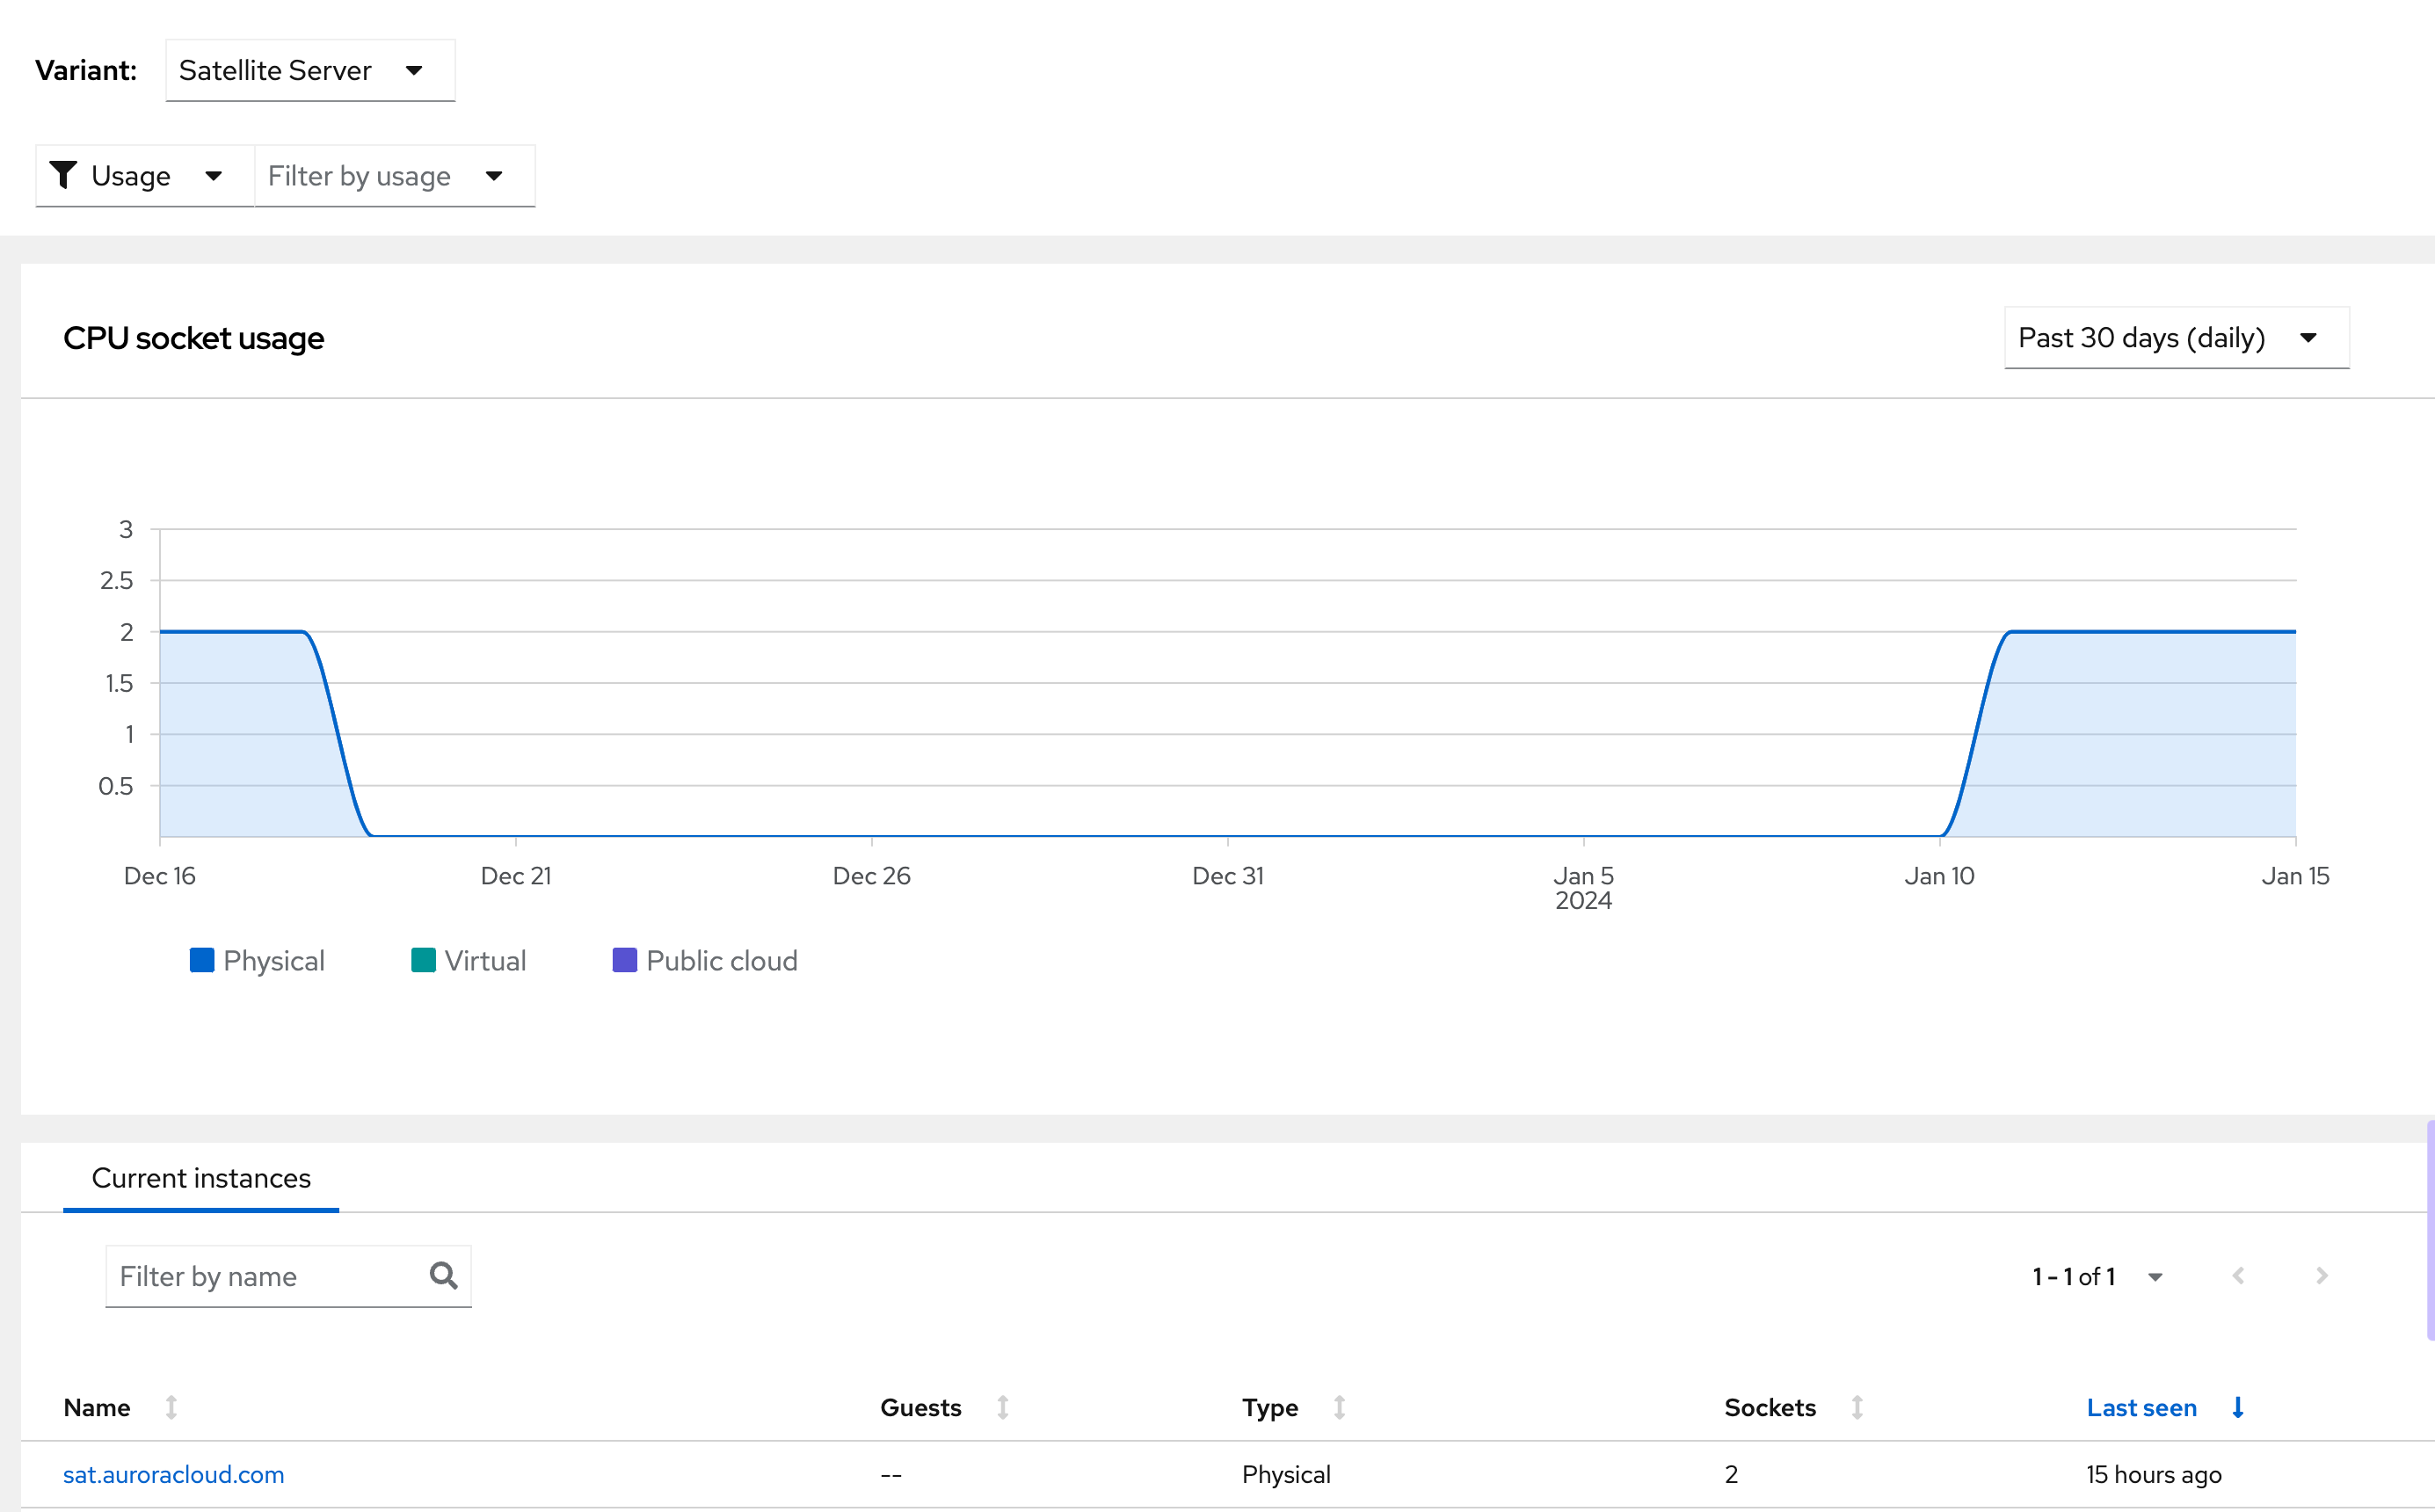 Variant: Satellite Server
Usage Filter by usage
CPU socket usage Past 30 days (daily)
3
2.5
2
1.5
1
0.5
Dec 16 Dec 21 Dec 26 Dec 31 Jan 5 Jan 10 Jan 15
2024
Physical Virtual Public cloud
Current instances
Filter by name 1 - 1 of 1
Name Guests Type Sockets Last seen
sat.auroracloud.com -- Physical 2 15 hours ago